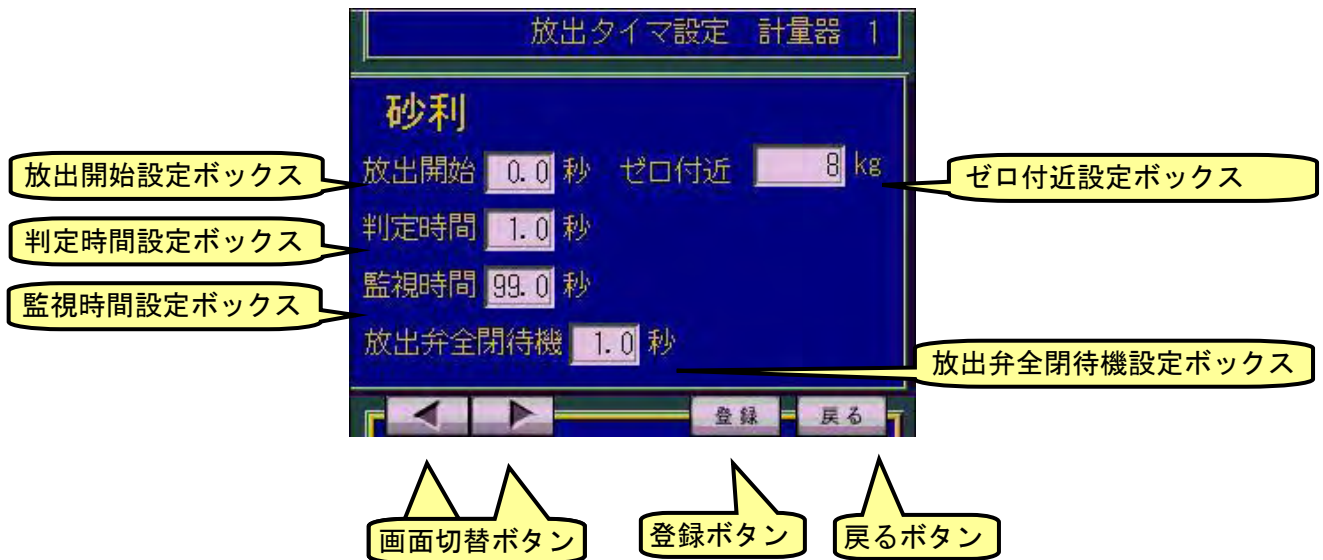 放出タイマ設定 計量器 1
砂利
放出開始設定ボックス
放出開始 0.0 秒 ゼロ付近 8 kg
ゼロ付近設定ボックス
判定時間設定ボックス
判定時間 1.0 秒
監視時間設定ボックス
監視時間 99.0 秒
放出弁全閉待機 1.0 秒
放出弁全閉待機設定ボックス
◀ ▶ 登録 戻る
画面切替ボタン
登録ボタン
戻るボタン